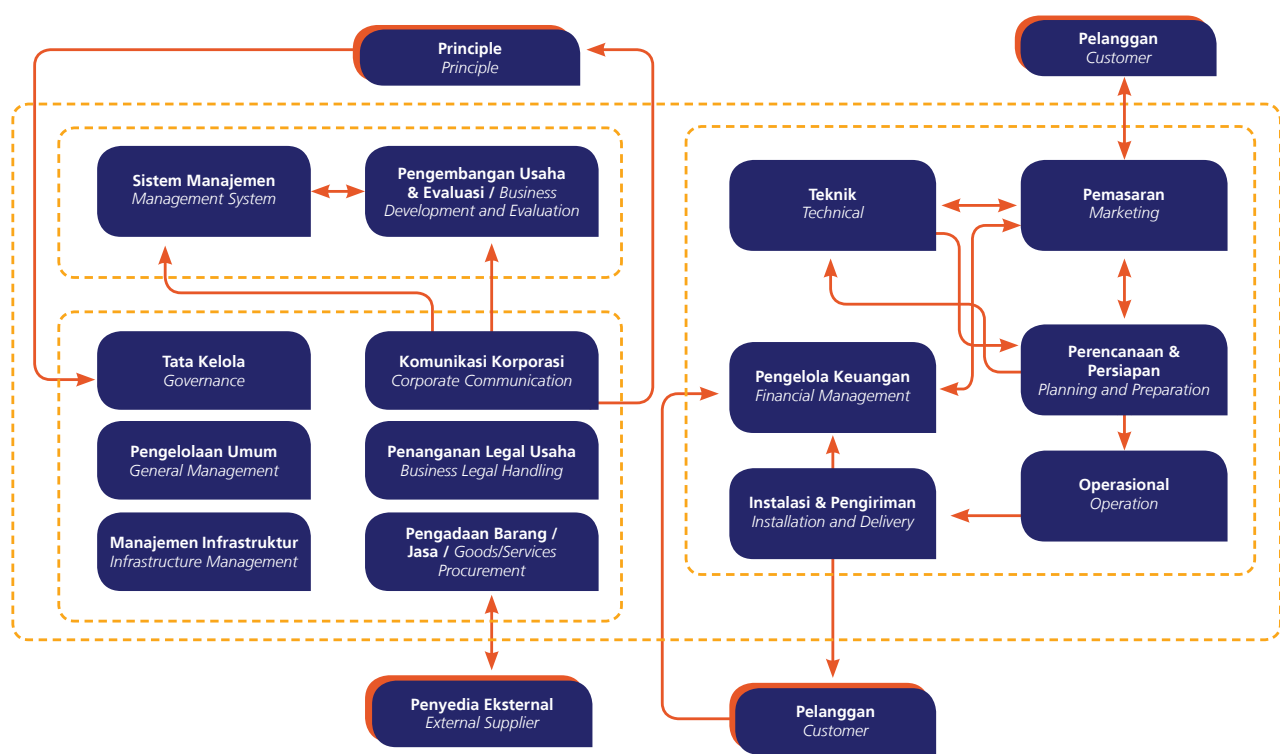 Principle
Principle
Pelanggan
Customer
Sistem Manajemen
Management System
Pengembangan Usaha
& Evaluasi / Business
Development and Evaluation
Teknik
Technical
Pemasaran
Marketing
Tata Kelola
Governance
Komunikasi Korporasi
Corporate Communication
Pengelola Keuangan
Financial Management
Perencanaan &
Persiapan
Planning and Preparation
Pengelolaan Umum
General Management
Penanganan Legal Usaha
Business Legal Handling
Instalasi & Pengiriman
Installation and Delivery
Operasional
Operation
Manajemen Infrastruktur
Infrastructure Management
Pengadaan Barang /
Jasa / Goods/Services
Procurement
Penyedia Eksternal
External Supplier
Pelanggan
Customer